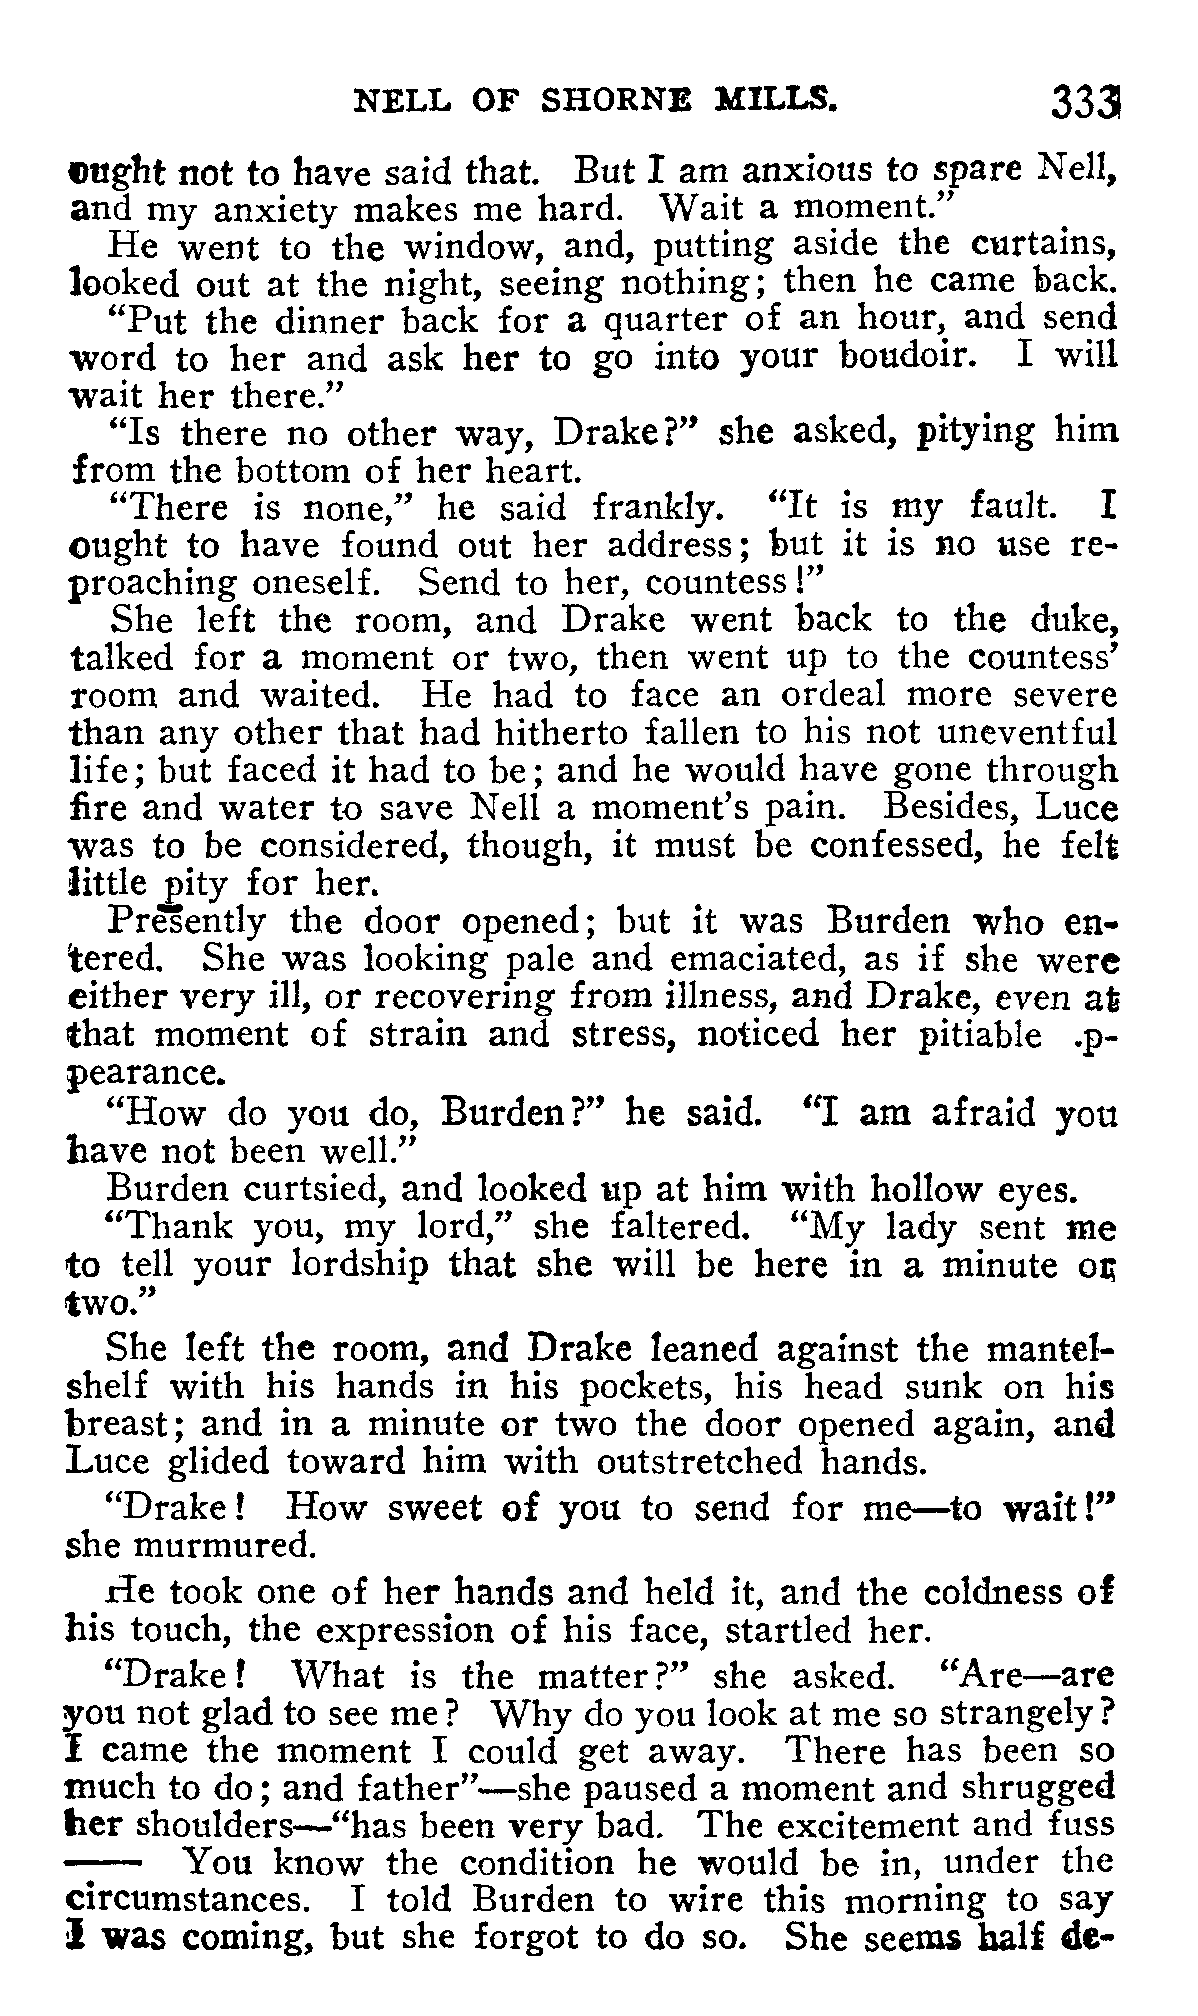 NELL OF SHORNE MILLS. 333
ought not to have said that. But I am anxious to spare Nell,
and my anxiety makes me hard. Wait a moment.”
He went to the window, and, putting aside the curtains,
looked out at the night, seeing nothing; then he came back.
“Put the dinner back for a quarter of an hour, and send
word to her and ask her to go into your boudoir. I will
wait her there.”
“Is there no other way, Drake?” she asked, pitying him
from the bottom of her heart.
“There is none,” he said frankly. “It is my fault. I
ought to have found out her address; but it is no use re-
proaching oneself. Send to her, countess!”
She left the room, and Drake went back to the duke,
talked for a moment or two, then went up to the countess’
room and waited. He had to face an ordeal more severe
than any other that had hitherto fallen to his not uneventful
life; but faced it had to be; and he would have gone through
fire and water to save Nell a moment’s pain. Besides, Luce
was to be considered, though, it must be confessed, he felt
little pity for her.
Presently the door opened; but it was Burden who en-
tered. She was looking pale and emaciated, as if she were
either very ill, or recovering from illness, and Drake, even at
that moment of strain and stress, noticed her pitiable .p-
pearance.
“How do you do, Burden?” he said. “I am afraid you
have not been well.”
Burden curtsied, and looked up at him with hollow eyes.
“Thank you, my lord,” she faltered. “My lady sent me
to tell your lordship that she will be here in a minute or
two.”
She left the room, and Drake leaned against the mantel-
shelf with his hands in his pockets, his head sunk on his
breast; and in a minute or two the door opened again, and
Luce glided toward him with outstretched hands.
“Drake! How sweet of you to send for me—to wait!”
she murmured.
He took one of her hands and held it, and the coldness of
his touch, the expression of his face, startled her.
“Drake! What is the matter?” she asked. “Are—are
you not glad to see me? Why do you look at me so strangely?
I came the moment I could get away. There has been so
much to do; and father”—she paused a moment and shrugged
her shoulders—“has been very bad. The excitement and fuss
—— You know the condition he would be in, under the
circumstances. I told Burden to wire this morning to say
I was coming, but she forgot to do so. She seems half de-